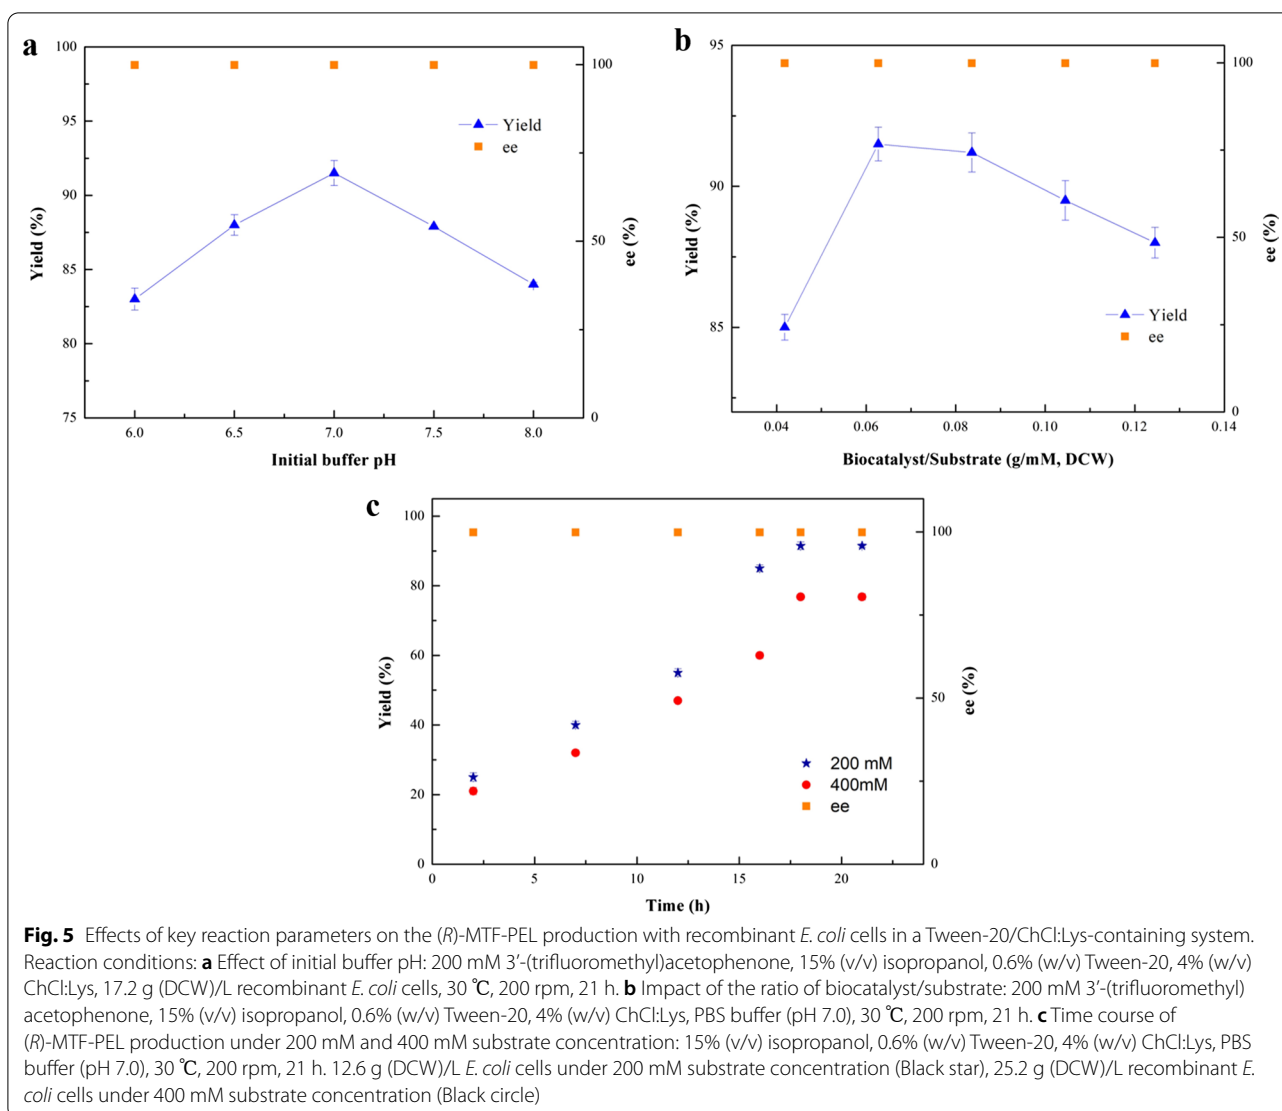 a
100
95
90
85
80
75
Yield (%)
6.0 6.5 7.0 7.5 8.0
Initial buffer pH
100
50
0
ee (%)
Yield
ee
b
95
90
85
Yield (%)
0.04 0.06 0.08 0.10 0.12 0.14
Biocatalyst/Substrate (g/mM, DCW)
100
50
0
ee (%)
Yield
ee
c
100
80
60
40
20
0
Yield (%)
0 5 10 15 20
Time (h)
100
50
0
ee (%)
200 mM
400mM
ee
Fig. 5 Effects of key reaction parameters on the (R)-MTF-PEL production with recombinant E. coli cells in a Tween-20/ChCl:Lys-containing system.
Reaction conditions: a Effect of initial buffer pH: 200 mM 3′-(trifluoromethyl)acetophenone, 15% (v/v) isopropanol, 0.6% (w/v) Tween-20, 4% (w/v)
ChCl:Lys, 17.2 g (DCW)/L recombinant E. coli cells, 30 ℃, 200 rpm, 21 h. b Impact of the ratio of biocatalyst/substrate: 200 mM 3′-(trifluoromethyl)
acetophenone, 15% (v/v) isopropanol, 0.6% (w/v) Tween-20, 4% (w/v) ChCl:Lys, PBS buffer (pH 7.0), 30 ℃, 200 rpm, 21 h. c Time course of
(R)-MTF-PEL production under 200 mM and 400 mM substrate concentration: 15% (v/v) isopropanol, 0.6% (w/v) Tween-20, 4% (w/v) ChCl:Lys, PBS
buffer (pH 7.0), 30 ℃, 200 rpm, 21 h. 12.6 g (DCW)/L E. coli cells under 200 mM substrate concentration (Black star), 25.2 g (DCW)/L recombinant E.
coli cells under 400 mM substrate concentration (Black circle)